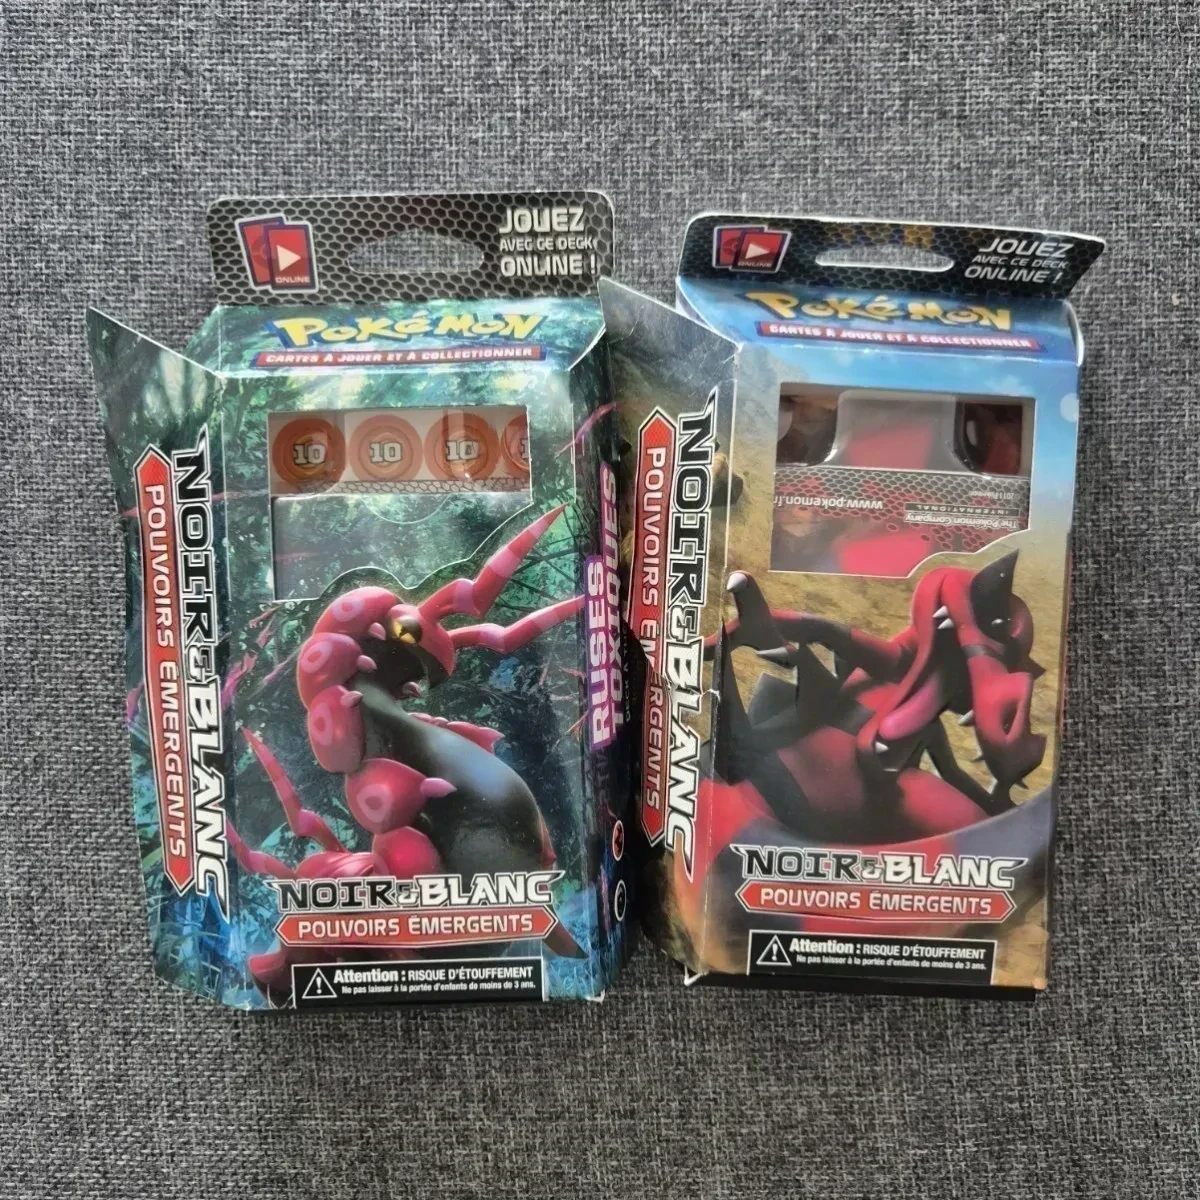 JOUEZ
AVEC CE DECK
ONLINE !
ONLINE
POKÉMON
CARTES À JOUER ET À COLLECTIONNER
10 10 10
NOIR & BLANC
POUVOIRS ÉMERGENTS
RUSES
TOXIQUES
NOIR & BLANC
POUVOIRS ÉMERGENTS
Attention : RISQUE D'ÉTOUFFEMENT
Ne pas laisser à la portée d'enfants de moins de 3 ans.
JOUEZ
AVEC CE DECK
ONLINE !
ONLINE
POKÉMON
CARTES À JOUER ET À COLLECTIONNER
www.pokemon.fr
The Pokémon Company
INTERNATIONAL
2011 Pokémon
NOIR & BLANC
POUVOIRS ÉMERGENTS
NOIR & BLANC
POUVOIRS ÉMERGENTS
Attention : RISQUE D'ÉTOUFFEMENT
Ne pas laisser à la portée d'enfants de moins de 3 ans.